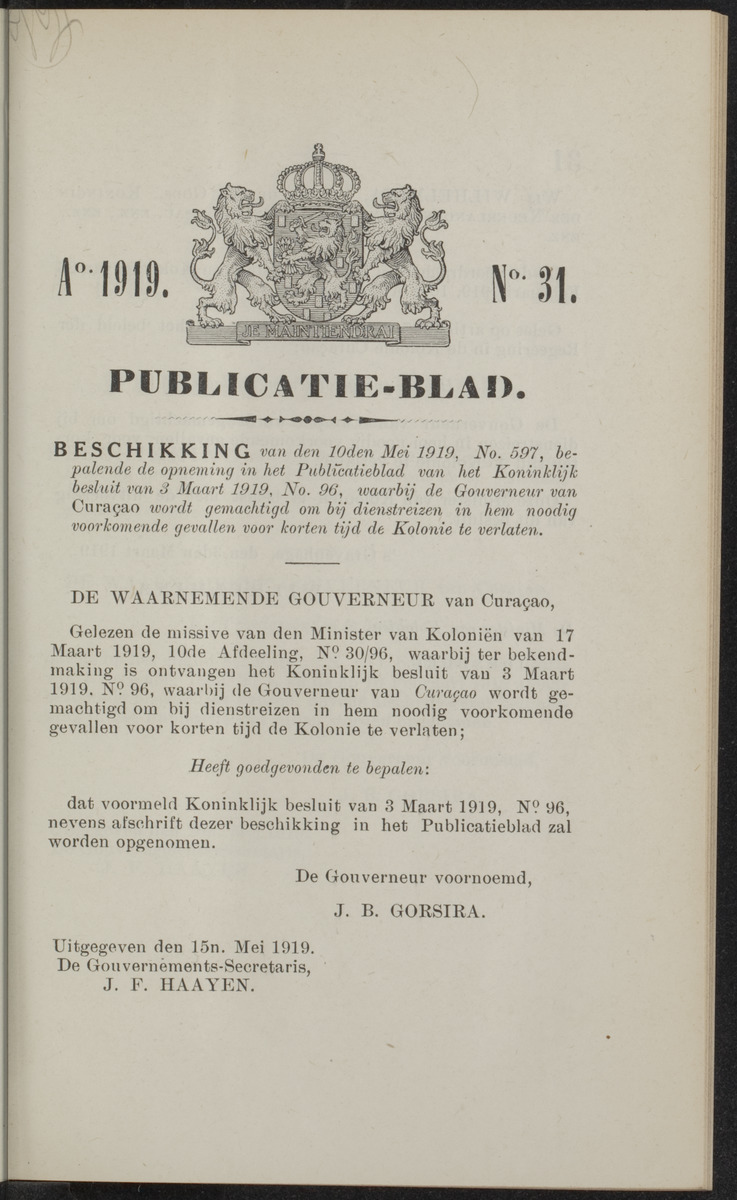 Aº. 1919.
Nº. 31.
JE MAINTIENDRAI
PUBLICATIE-BLAD.
BESCHIKKING van den 10den Mei 1919, No. 597, be-
palende de opneming in het Publicatieblad van het Koninklijk
besluit van 3 Maart 1919, No. 96, waarbij de Gouverneur van
Curaçao wordt gemachtigd om bij dienstreizen in hem noodig
voorkomende gevallen voor korten tijd de Kolonie te verlaten.
DE WAARNEMENDE GOUVERNEUR van Curaçao,
Gelezen de missive van den Minister van Koloniën van 17
Maart 1919, 10de Afdeeling, Nº 30/96, waarbij ter bekend-
making is ontvangen het Koninklijk besluit van 3 Maart
1919. Nº 96, waarbij de Gouverneur van Curaçao wordt ge-
machtigd om bij dienstreizen in hem noodig voorkomende
gevallen voor korten tijd de Kolonie te verlaten;
Heeft goedgevonden te bepalen:
dat voormeld Koninklijk besluit van 3 Maart 1919, Nº 96,
nevens afschrift dezer beschikking in het Publicatieblad zal
worden opgenomen.
De Gouverneur voornoemd,
J. B. GORSIRA.
Uitgegeven den 15n. Mei 1919.
De Gouvernements-Secretaris,
J. F. HAAYEN.